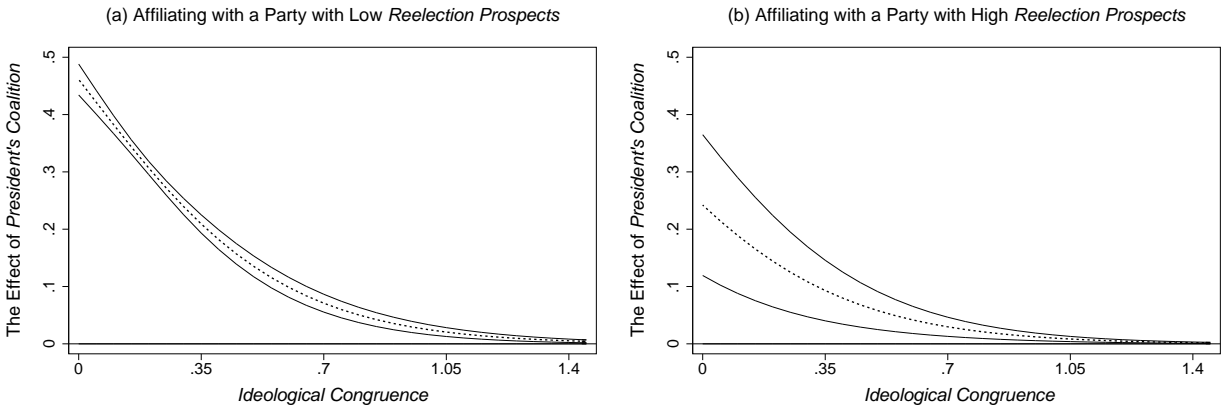 (a) Affiliating with a Party with Low Reelection Prospects
The Effect of President's Coalition
.5
.4
.3
.2
.1
0
0 .35 .7 1.05 1.4
Ideological Congruence
(b) Affiliating with a Party with High Reelection Prospects
The Effect of President's Coalition
.5
.4
.3
.2
.1
0
0 .35 .7 1.05 1.4
Ideological Congruence